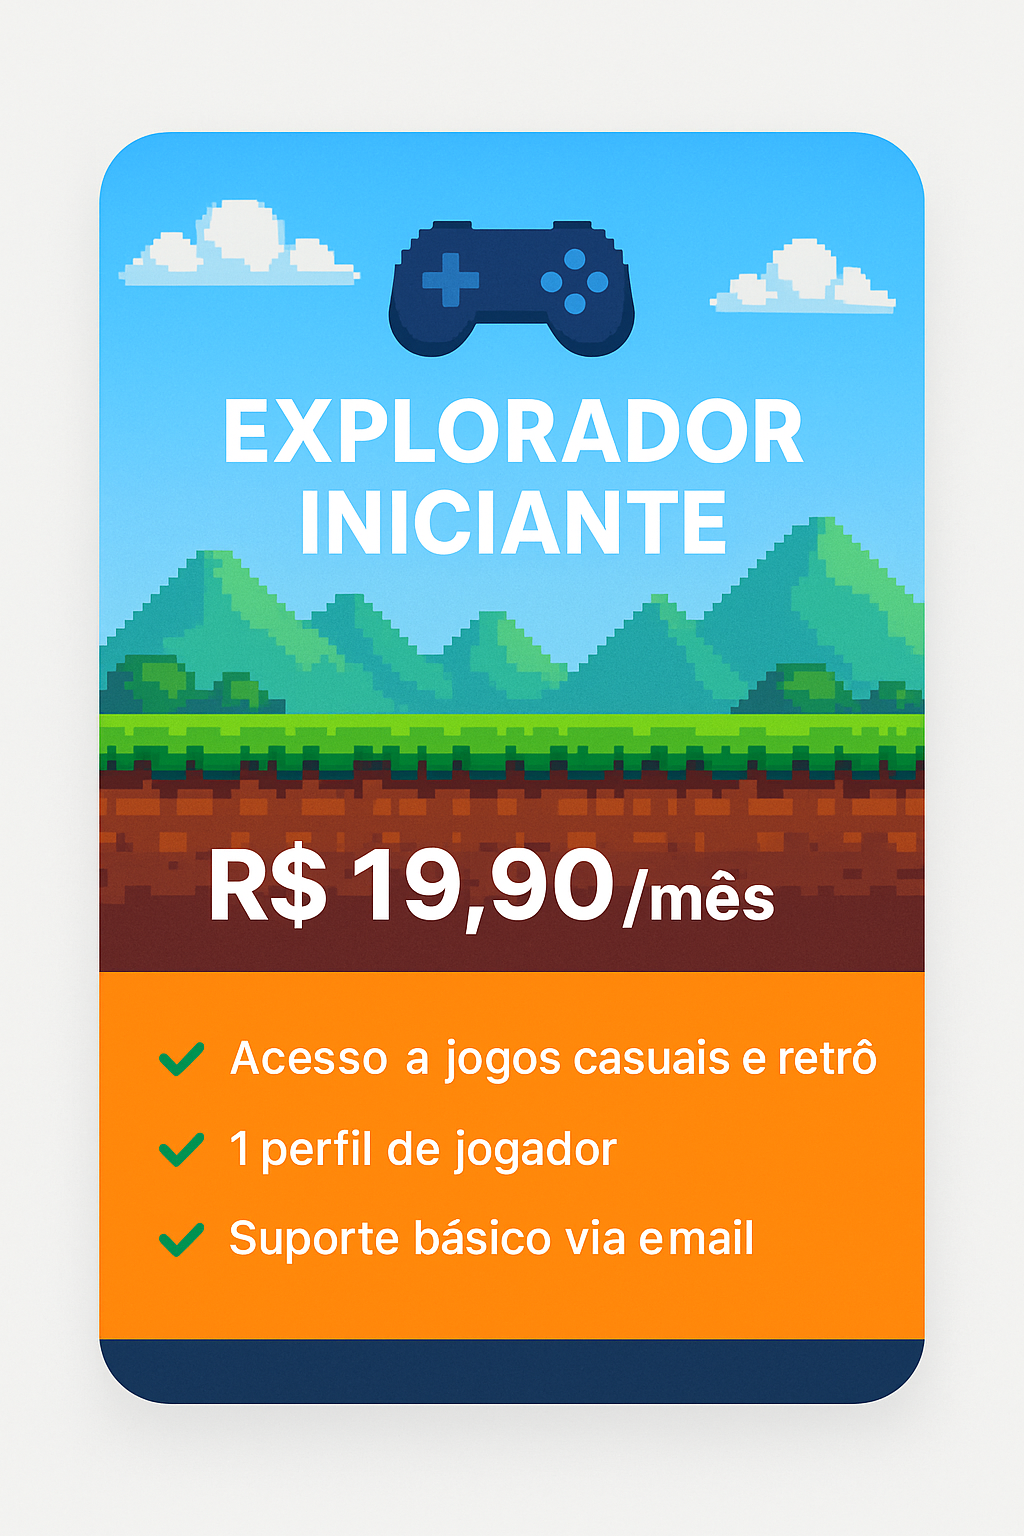 EXPLORADOR
INICIANTE
R$ 19,90/mês
Acesso a jogos casuais e retrô
1 perfil de jogador
Suporte básico via email